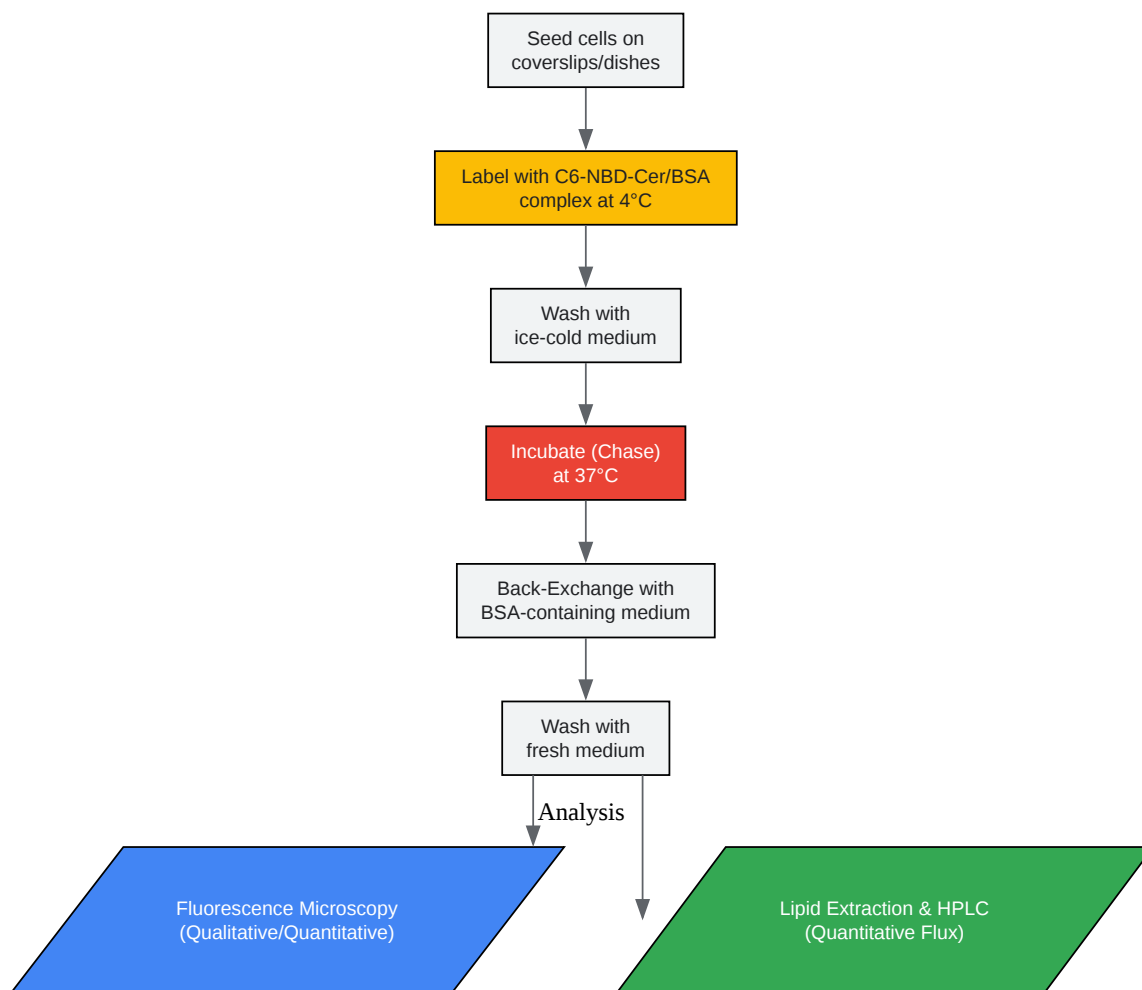 Seed cells on
coverslips/dishes
Label with C6-NBD-Cer/BSA
complex at 4°C
Wash with
ice-cold medium
Incubate (Chase)
at 37°C
Back-Exchange with
BSA-containing medium
Wash with
fresh medium
Analysis
Fluorescence Microscopy
(Qualitative/Quantitative)
Lipid Extraction & HPLC
(Quantitative Flux)